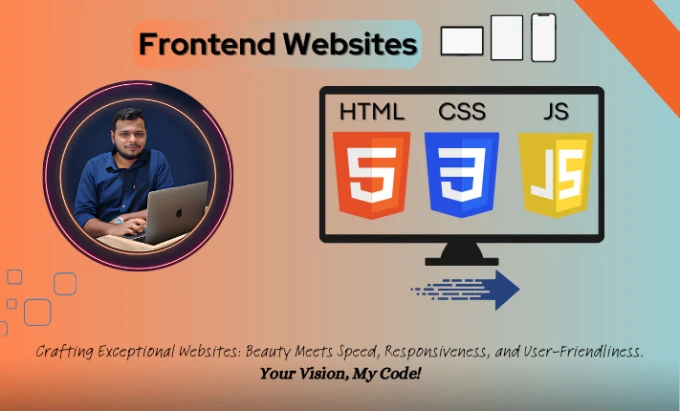 Frontend Websites
HTML CSS JS
5 3 JS
Crafting Exceptional Websites: Beauty Meets Speed, Responsiveness, and User-Friendliness.
Your Vision, My Code!